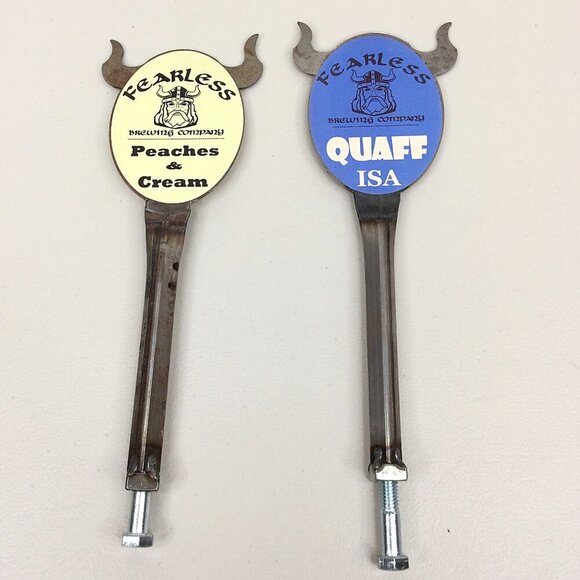 FEARLESS
BREWING COMPANY
Peaches
&
Cream
FEARLESS
BREWING COMPANY
QUAFF
ISA